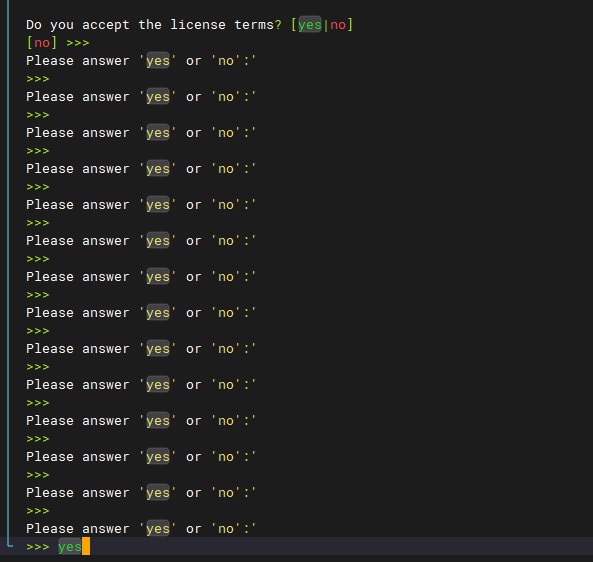 Do you accept the license terms? [yes|no]
[no] >>>
Please answer 'yes' or 'no':'
>>>
Please answer 'yes' or 'no':'
>>>
Please answer 'yes' or 'no':'
>>>
Please answer 'yes' or 'no':'
>>>
Please answer 'yes' or 'no':'
>>>
Please answer 'yes' or 'no':'
>>>
Please answer 'yes' or 'no':'
>>>
Please answer 'yes' or 'no':'
>>>
Please answer 'yes' or 'no':'
>>>
Please answer 'yes' or 'no':'
>>>
Please answer 'yes' or 'no':'
>>>
Please answer 'yes' or 'no':'
>>>
Please answer 'yes' or 'no':'
>>>
Please answer 'yes' or 'no':'
>>> yes